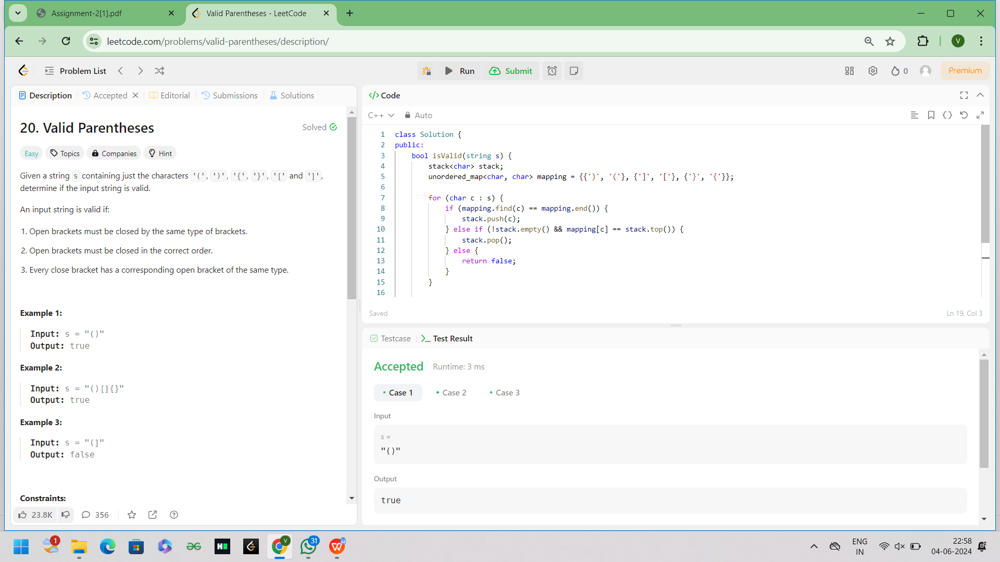 Assignment-2[1].pdf
Valid Parentheses - LeetCode
leetcode.com/problems/valid-parentheses/description/
V
Problem List
Run
Submit
0
Premium
Description
Accepted
Editorial
Submissions
Solutions
20. Valid Parentheses
Solved
Easy
Topics
Companies
Hint
Given a string s containing just the characters '(', ')', '{', '}', '[' and ']',
determine if the input string is valid.
An input string is valid if:
1. Open brackets must be closed by the same type of brackets.
2. Open brackets must be closed in the correct order.
3. Every close bracket has a corresponding open bracket of the same type.
Example 1:
Input: s = "()"
Output: true
Example 2:
Input: s = "()[]{}"
Output: true
Example 3:
Input: s = "(]"
Output: false
Constraints:
23.8K
356
</> Code
C++
Auto
1 class Solution {
2 public:
3     bool isValid(string s) {
4         stack<char> stack;
5         unordered_map<char, char> mapping = {{')', '('}, {']', '['}, {'}', '{'}};
6
7         for (char c : s) {
8             if (mapping.find(c) == mapping.end()) {
9                 stack.push(c);
10             } else if (!stack.empty() && mapping[c] == stack.top()) {
11                 stack.pop();
12             } else {
13                 return false;
14             }
15         }
16
Saved
Ln 19, Col 3
Testcase
Test Result
Accepted
Runtime: 3 ms
Case 1
Case 2
Case 3
Input
s =
"()"
Output
true
1
H
V
31
W
ENG
IN
22:58
04-06-2024